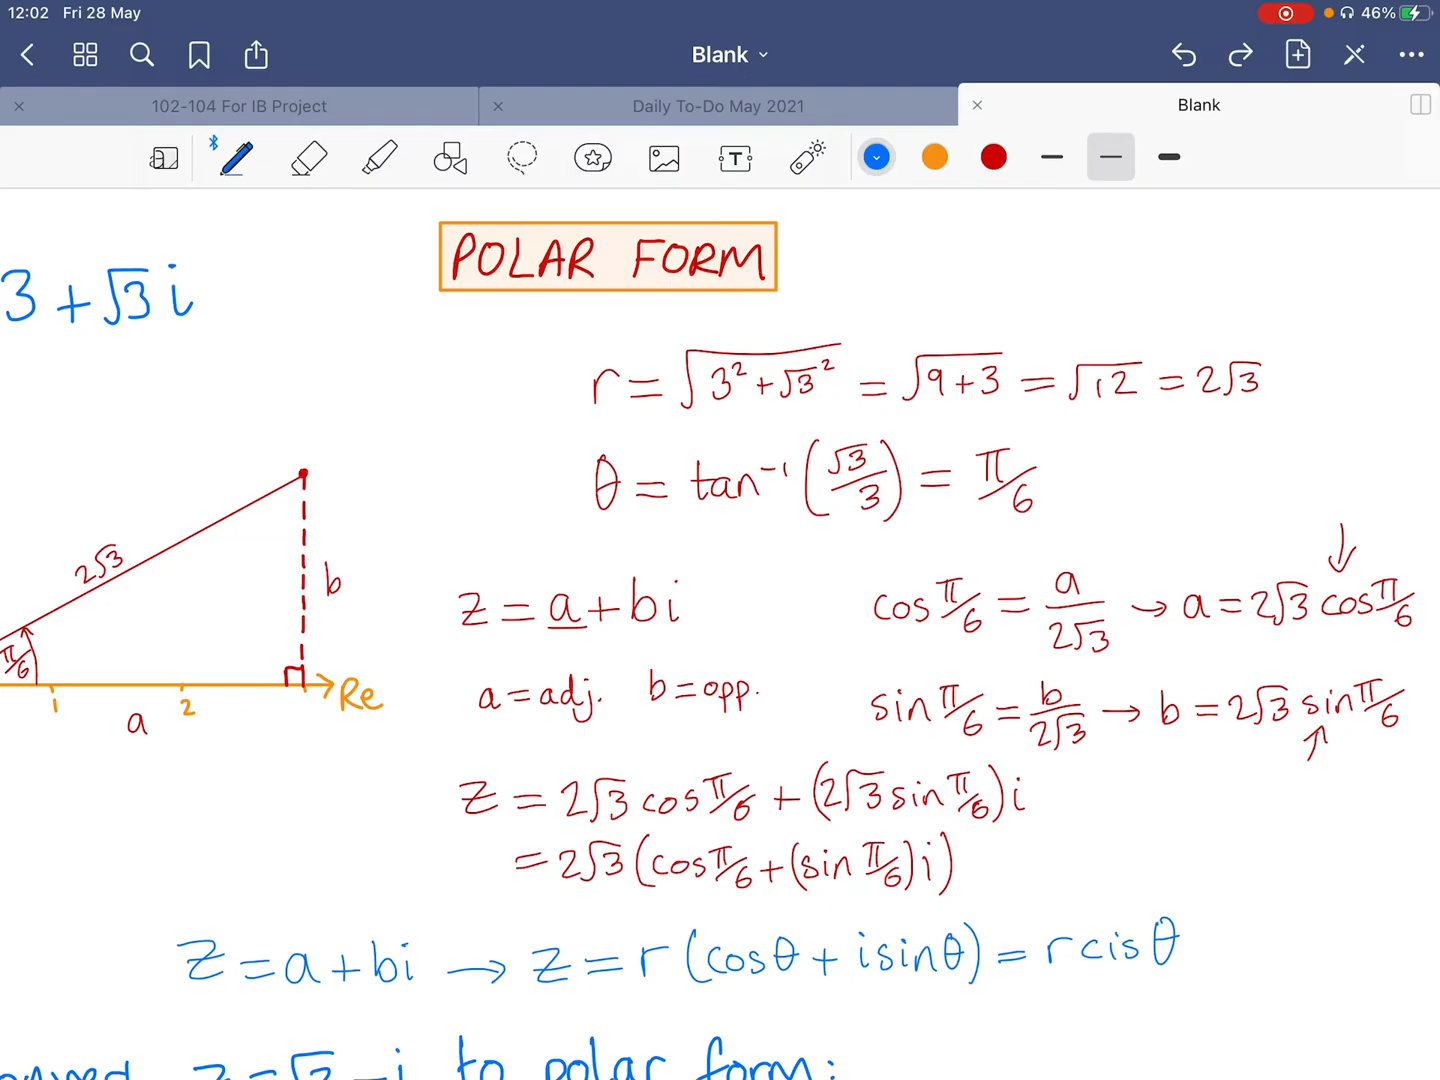 12:02 Fri 28 May
46%
Blank
102-104 For IB Project
Daily To-Do May 2021
Blank
T
POLAR FORM
3 + √3 i
r = √(3² + √3²) = √(9 + 3) = √12 = 2√3
θ = tan⁻¹(√3/3) = π/6
2√3
b
π/6
1
2
Re
a
z = a + bi
cos π/6 = a/2√3 → a = 2√3 cos π/6
a = adj. b = opp.
sin π/6 = b/2√3 → b = 2√3 sin π/6
z = 2√3 cos π/6 + (2√3 sin π/6) i
= 2√3 (cos π/6 + (sin π/6) i)
z = a + bi → z = r (cos θ + i sin θ) = r cis θ
z = √3 - i to polar form: